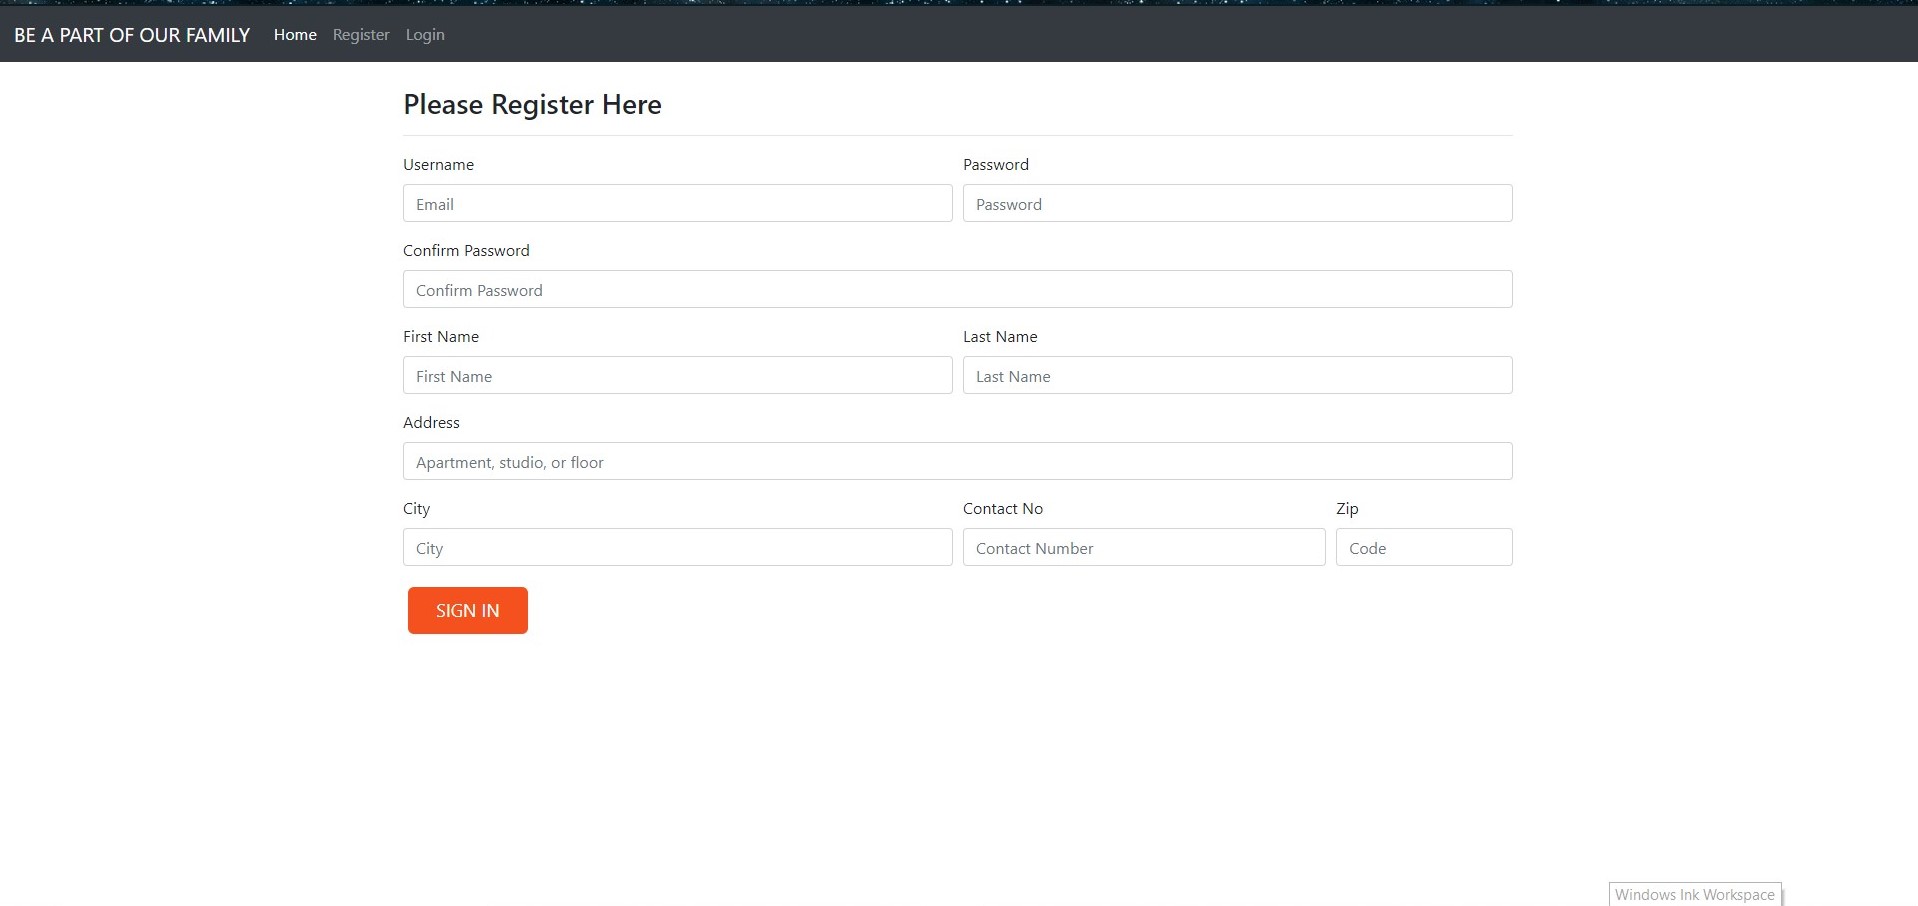 BE A PART OF OUR FAMILY Home Register Login
Please Register Here
Username Password
Email Password
Confirm Password
Confirm Password
First Name Last Name
First Name Last Name
Address
Apartment, studio, or floor
City Contact No Zip
City Contact Number Code
SIGN IN
Windows Ink Workspace